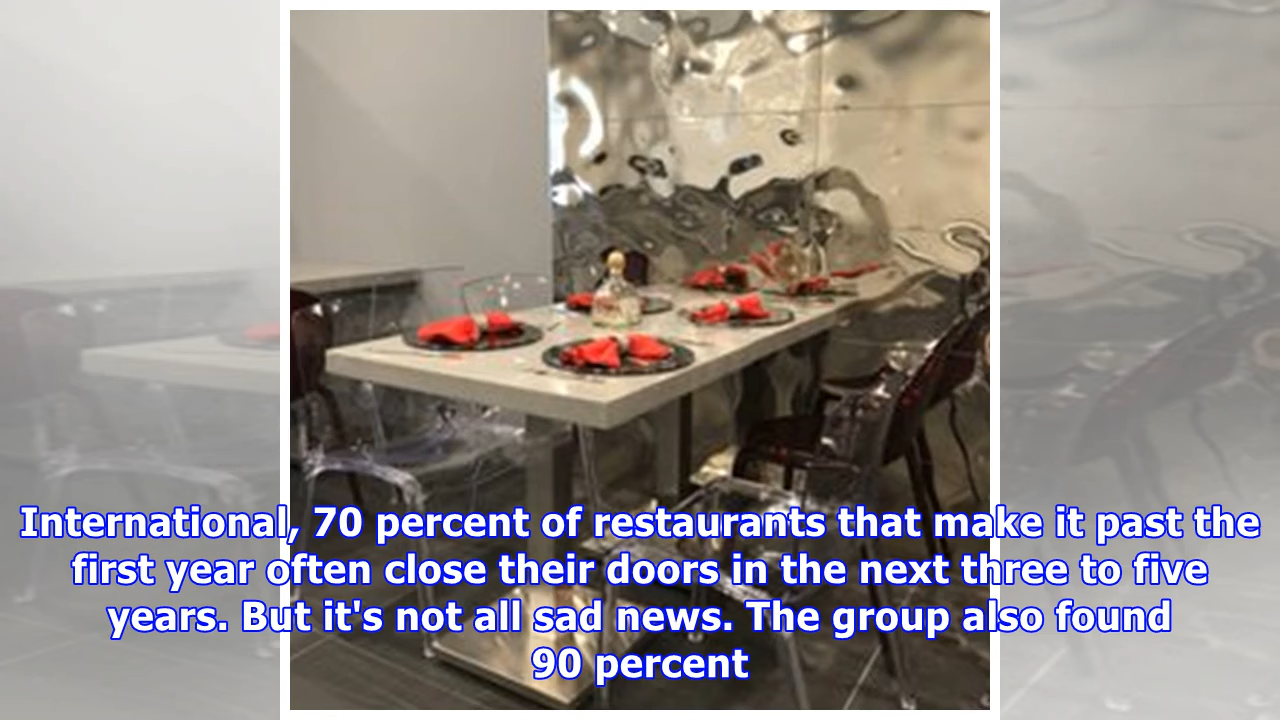 International, 70 percent of restaurants that make it past the
first year often close their doors in the next three to five
years. But it's not all sad news. The group also found
90 percent